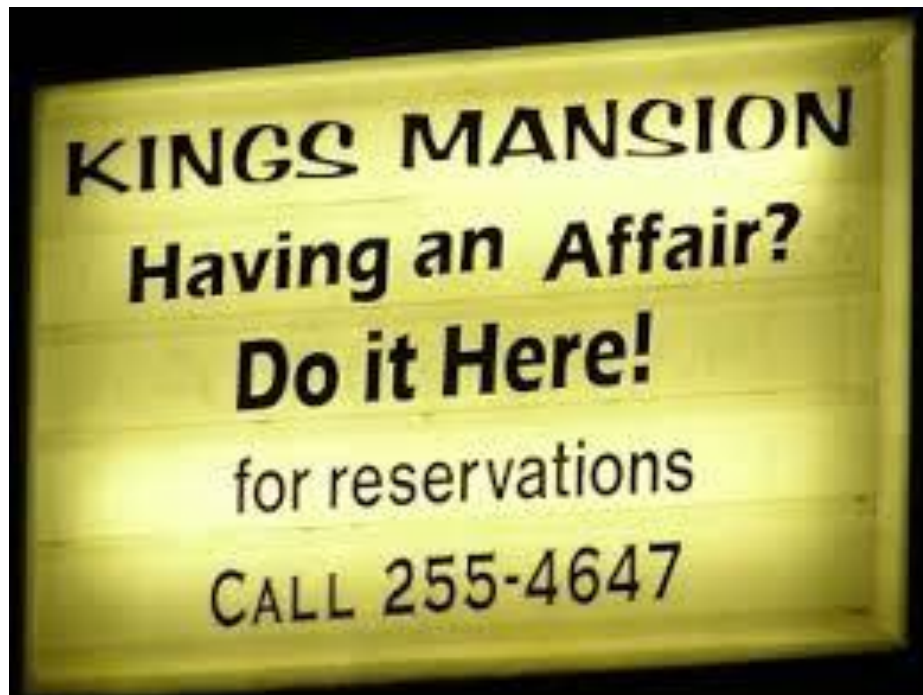 KINGS MANSION
Having an Affair?
Do it Here!
for reservations
CALL 255-4647